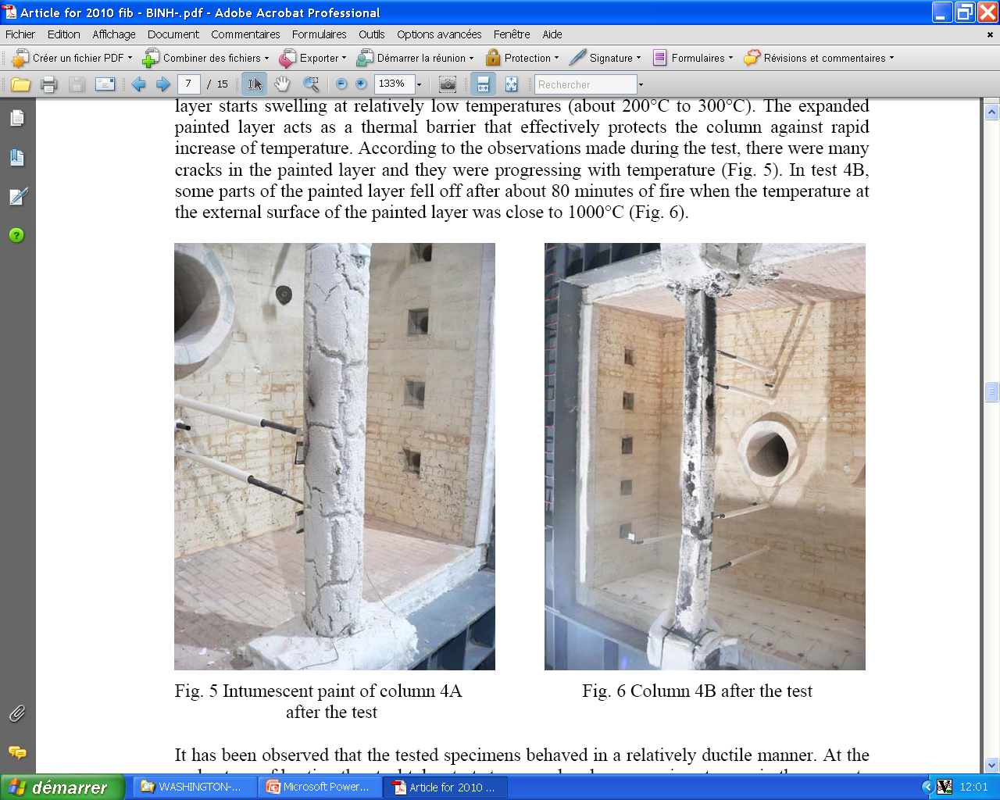 Article for 2010 fib - BINH-.pdf - Adobe Acrobat Professional
Fichier Edition Affichage Document Commentaires Formulaires Outils Options avancées Fenêtre Aide
Créer un fichier PDF Combiner des fichiers Exporter Démarrer la réunion Protection Signature Formulaires Révisions et commentaires
7 / 15 133% Rechercher
layer starts swelling at relatively low temperatures (about 200°C to 300°C). The expanded
painted layer acts as a thermal barrier that effectively protects the column against rapid
increase of temperature. According to the observations made during the test, there were many
cracks in the painted layer and they were progressing with temperature (Fig. 5). In test 4B,
some parts of the painted layer fell off after about 80 minutes of fire when the temperature at
the external surface of the painted layer was close to 1000°C (Fig. 6).
Fig. 5 Intumescent paint of column 4A
after the test
Fig. 6 Column 4B after the test
It has been observed that the tested specimens behaved in a relatively ductile manner. At the
démarrer WASHINGTON-... Microsoft Power... Article for 2010 ... 12:01